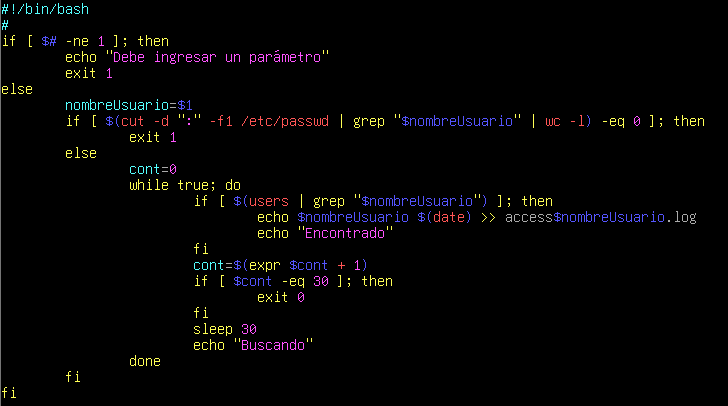 #!/bin/bash
#
if [ $# -ne 1 ]; then
        echo "Debe ingresar un parámetro"
        exit 1
else
        nombreUsuario=$1
        if [ $(cut -d ":" -f1 /etc/passwd | grep "$nombreUsuario" | wc -l) -eq 0 ]; then
                exit 1
        else
                cont=0
                while true; do
                        if [ $(users | grep "$nombreUsuario") ]; then
                                echo $nombreUsuario $(date) >> access$nombreUsuario.log
                                echo "Encontrado"
                        fi
                        cont=$(expr $cont + 1)
                        if [ $cont -eq 30 ]; then
                                exit 0
                        fi
                        sleep 30
                        echo "Buscando"
                done
        fi
fi